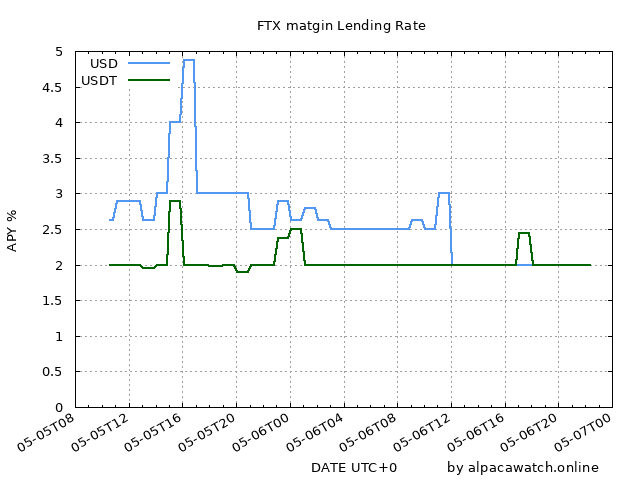 FTX matgin Lending Rate
USD
USDT
5
4.5
4
3.5
3
2.5
2
1.5
1
0.5
0
APY %
05-05T08
05-05T12
05-05T16
05-05T20
05-06T00
05-06T04
05-06T08
05-06T12
05-06T16
05-06T20
05-07T00
DATE UTC+0
by alpacawatch.online